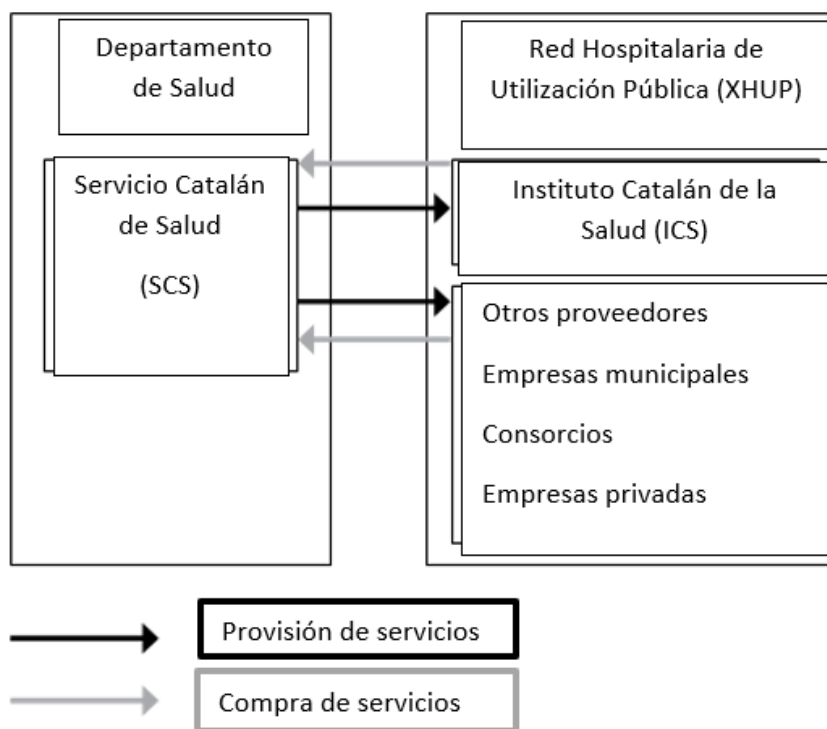 Departamento
de Salud
Servicio Catalán
de Salud
(SCS)
Red Hospitalaria de
Utilización Pública (XHUP)
Instituto Catalán de la
Salud (ICS)
Otros proveedores
Empresas municipales
Consorcios
Empresas privadas
Provisión de servicios
Compra de servicios